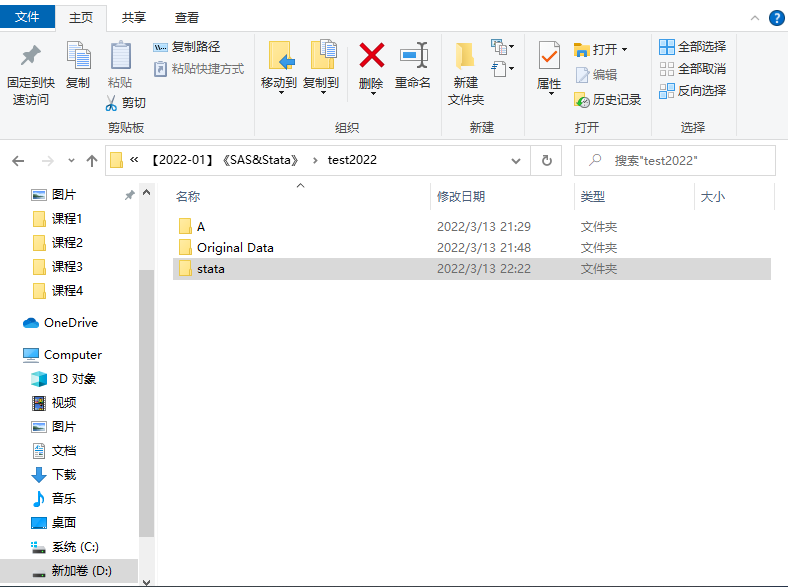 文件 主页 共享 查看
复制路径
粘贴快捷方式
固定到快速访问 复制 粘贴 剪切
移动到 复制到 删除 重命名
新建文件夹
属性 打开 编辑 历史记录
全部选择
全部取消
反向选择
剪贴板 组织 新建 打开 选择
« 【2022-01】《SAS&Stata》 › test2022
搜索"test2022"
名称 修改日期 类型 大小
A 2022/3/13 21:29 文件夹
Original Data 2022/3/13 21:48 文件夹
stata 2022/3/13 22:22 文件夹
图片
课程1
课程2
课程3
课程4
OneDrive
Computer
3D 对象
视频
图片
文档
下载
音乐
桌面
系统 (C:)
新加卷 (D:)